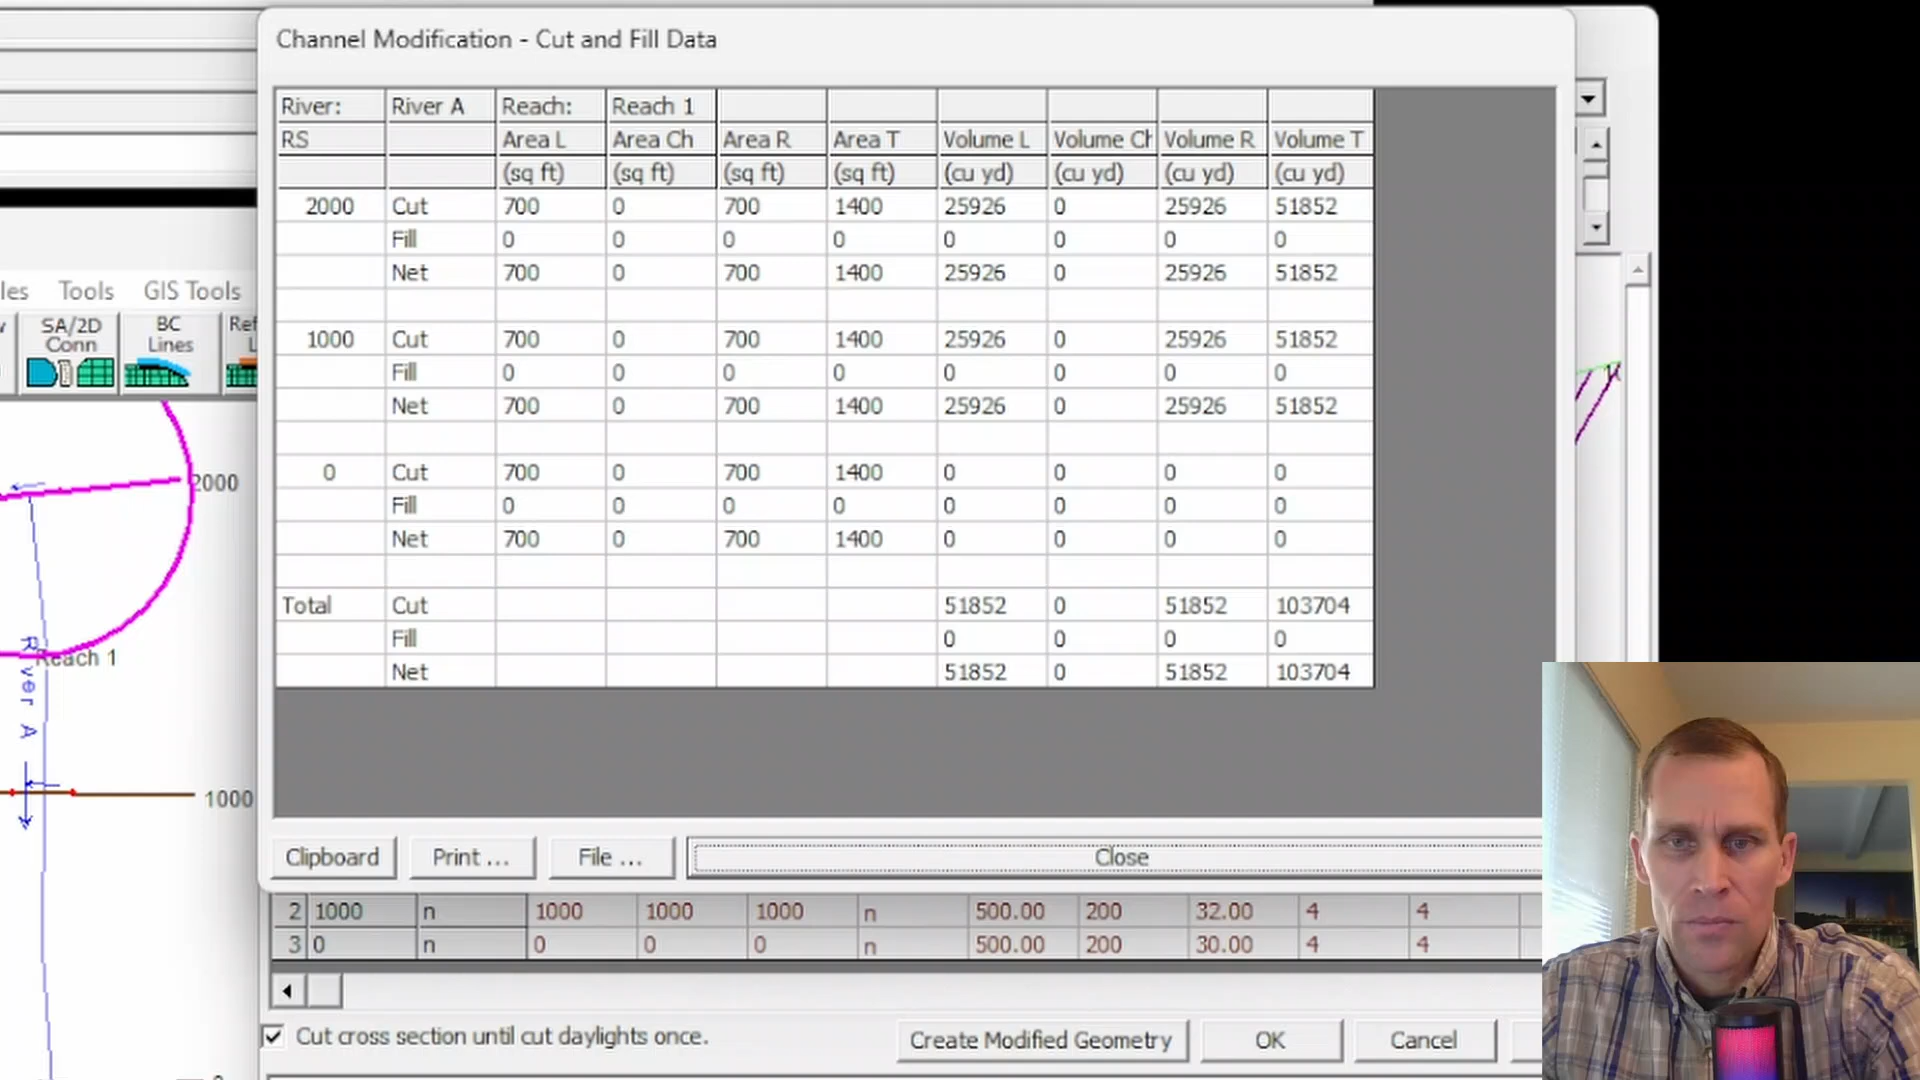 Channel Modification - Cut and Fill Data
River: River A Reach: Reach 1
RS Area L Area Ch Area R Area T Volume L Volume Ch Volume R Volume T
(sq ft) (sq ft) (sq ft) (sq ft) (cu yd) (cu yd) (cu yd) (cu yd)
2000 Cut 700 0 700 1400 25926 0 25926 51852
Fill 0 0 0 0 0 0 0 0
Net 700 0 700 1400 25926 0 25926 51852
1000 Cut 700 0 700 1400 25926 0 25926 51852
Fill 0 0 0 0 0 0 0 0
Net 700 0 700 1400 25926 0 25926 51852
0 Cut 700 0 700 1400 0 0 0 0
Fill 0 0 0 0 0 0 0 0
Net 700 0 700 1400 0 0 0 0
Total Cut 51852 0 51852 103704
Fill 0 0 0 0
Net 51852 0 51852 103704
Clipboard Print ... File ... Close
2 1000 n 1000 1000 1000 n 500.00 200 32.00 4 4
3 0 n 0 0 0 n 500.00 200 30.00 4 4
Cut cross section until cut daylights once.
Create Modified Geometry OK Cancel
les Tools GIS Tools
SA/2D Conn
BC Lines
Ref
2000
Reach 1
River A
1000